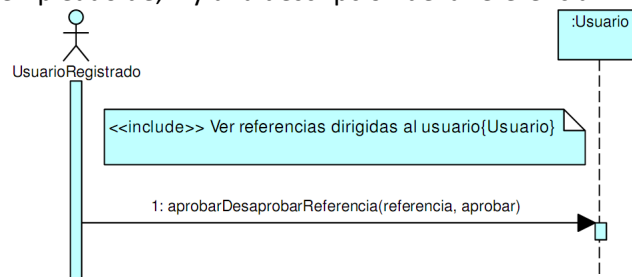 :Usuario
UsuarioRegistrado
<<include>> Ver referencias dirigidas al usuario{Usuario}
1: aprobarDesaprobarReferencia(referencia, aprobar)